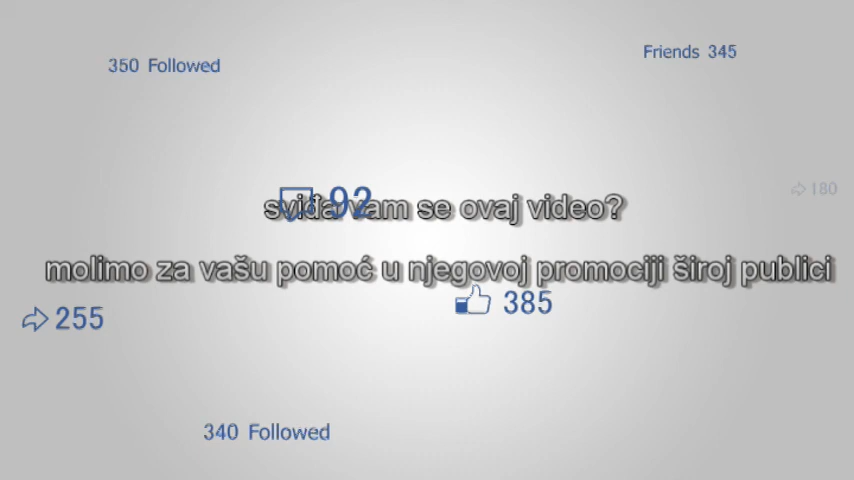 Friends 345
350 Followed
180
92
sviđa vam se ovaj video?
molimo za vašu pomoć u njegovoj promociji široj publici
385
255
340 Followed